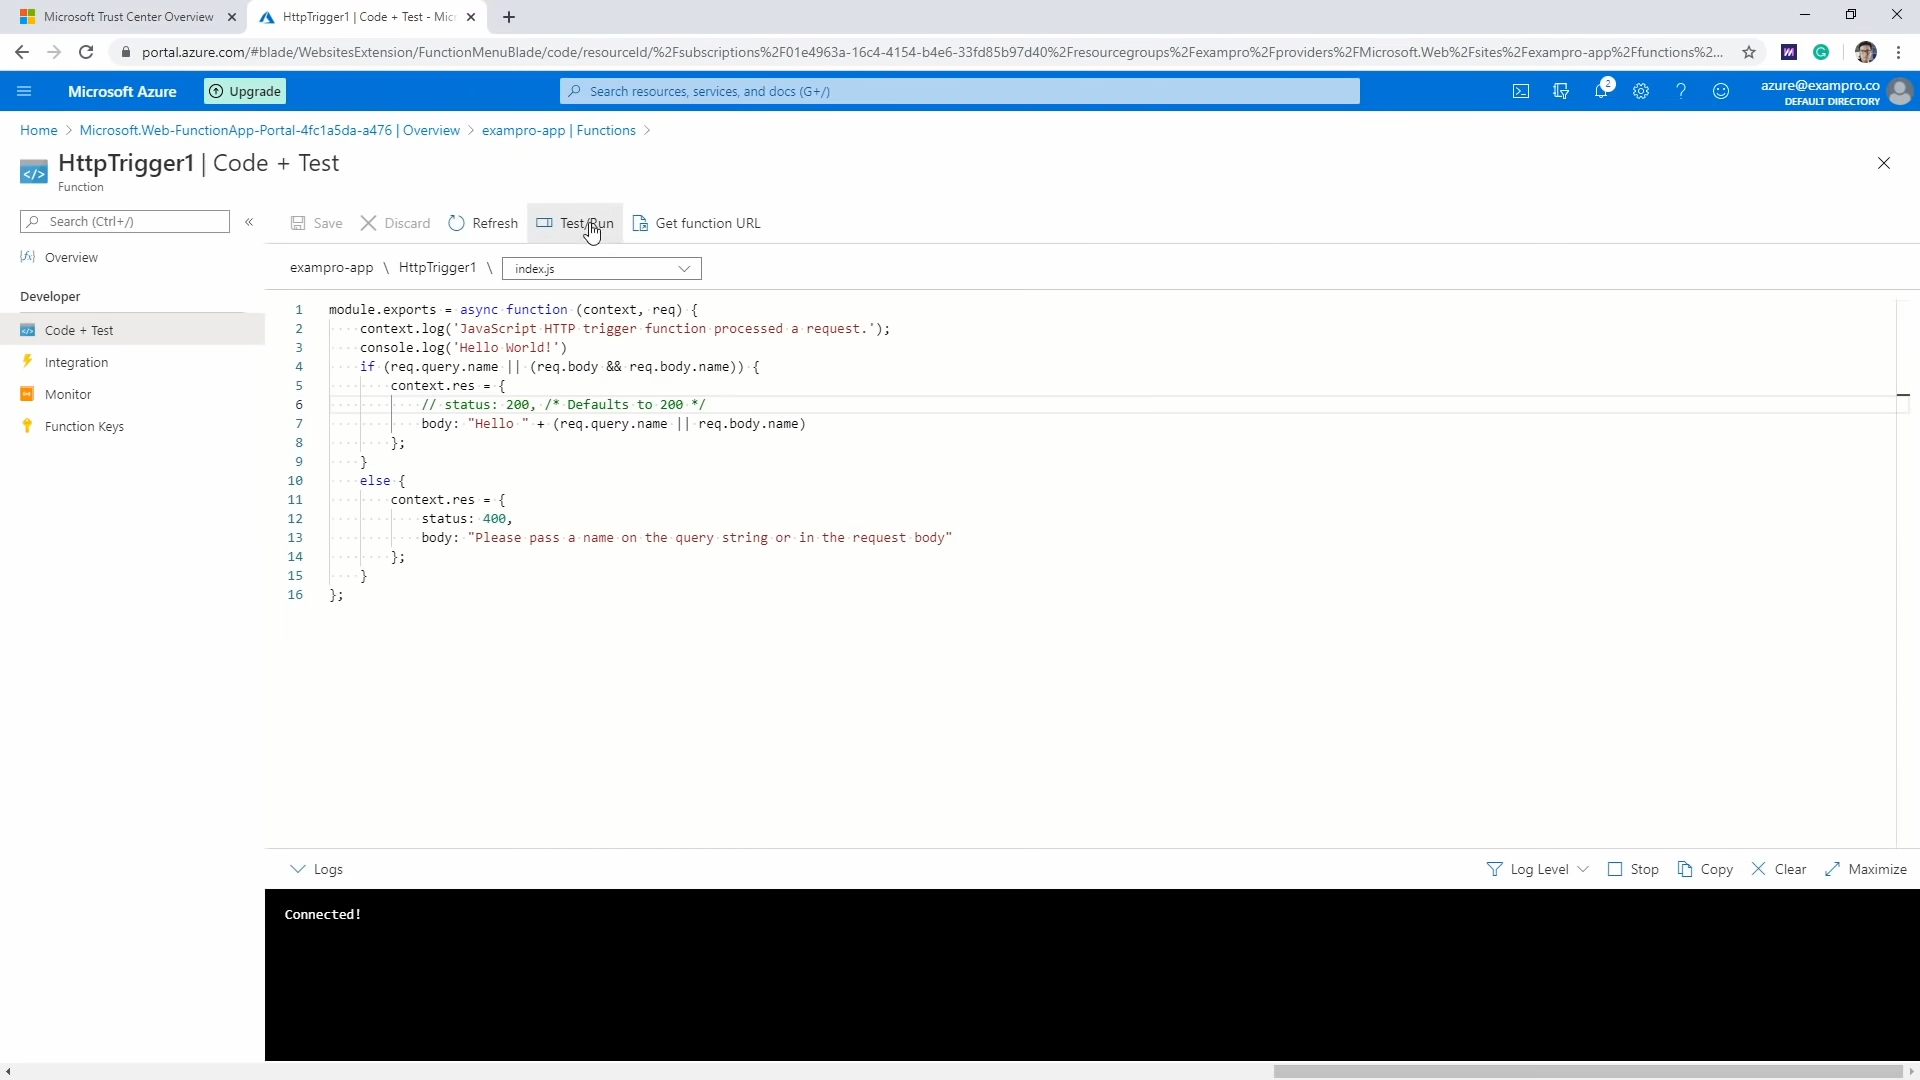 Microsoft Trust Center Overview
HttpTrigger1 | Code + Test - Micr
portal.azure.com/#blade/WebsitesExtension/FunctionMenuBlade/code/resourceId/%2Fsubscriptions%2F01e4963a-16c4-4154-b4e6-33fd85b97d40%2Fresourcegroups%2Fexampro%2Fproviders%2FMicrosoft.Web%2Fsites%2Fexampro-app%2Ffunctions%2...
Microsoft Azure
Upgrade
Search resources, services, and docs (G+/)
2
azure@exampro.co
DEFAULT DIRECTORY
Home > Microsoft.Web-FunctionApp-Portal-4fc1a5da-a476 | Overview > exampro-app | Functions >
HttpTrigger1 | Code + Test
Function
Search (Ctrl+/)
«
Save
Discard
Refresh
Test/Run
Get function URL
Overview
Developer
Code + Test
Integration
Monitor
Function Keys
exampro-app \ HttpTrigger1 \ index.js
1 module.exports = async function (context, req) {
2 context.log('JavaScript HTTP trigger function processed a request.');
3 console.log('Hello World!')
4 if (req.query.name || (req.body && req.body.name)) {
5 context.res = {
6 // status: 200, /* Defaults to 200 */
7 body: "Hello " + (req.query.name || req.body.name)
8 };
9 }
10 else {
11 context.res = {
12 status: 400,
13 body: "Please pass a name on the query string or in the request body"
14 };
15 }
16 };
Logs
Log Level
Stop
Copy
Clear
Maximize
Connected!